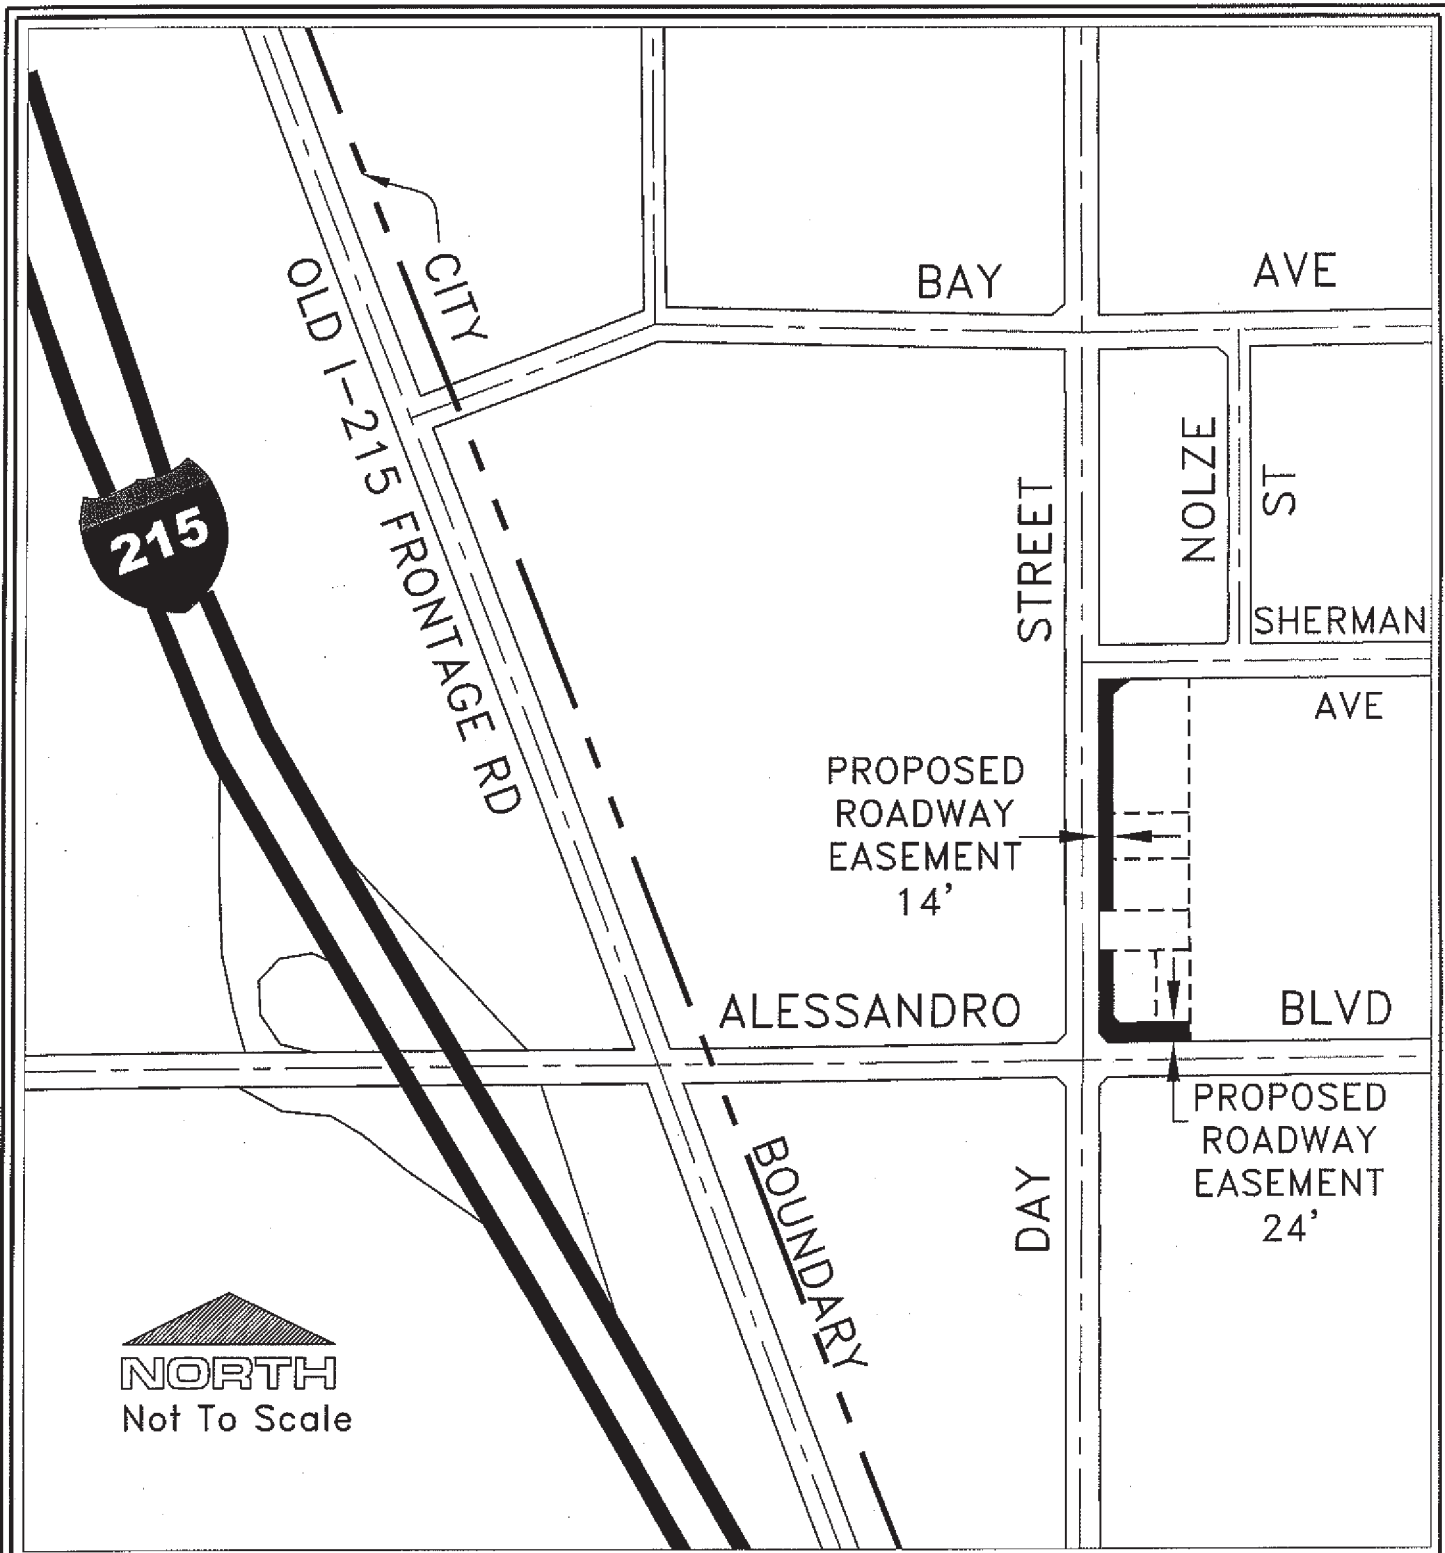 BAY AVE
CITY
OLD I-215 FRONTAGE RD
215
STREET
NOLZE ST
SHERMAN
AVE
PROPOSED
ROADWAY
EASEMENT
14'
ALESSANDRO BLVD
PROPOSED
ROADWAY
EASEMENT
24'
BOUNDARY
DAY
NORTH
Not To Scale